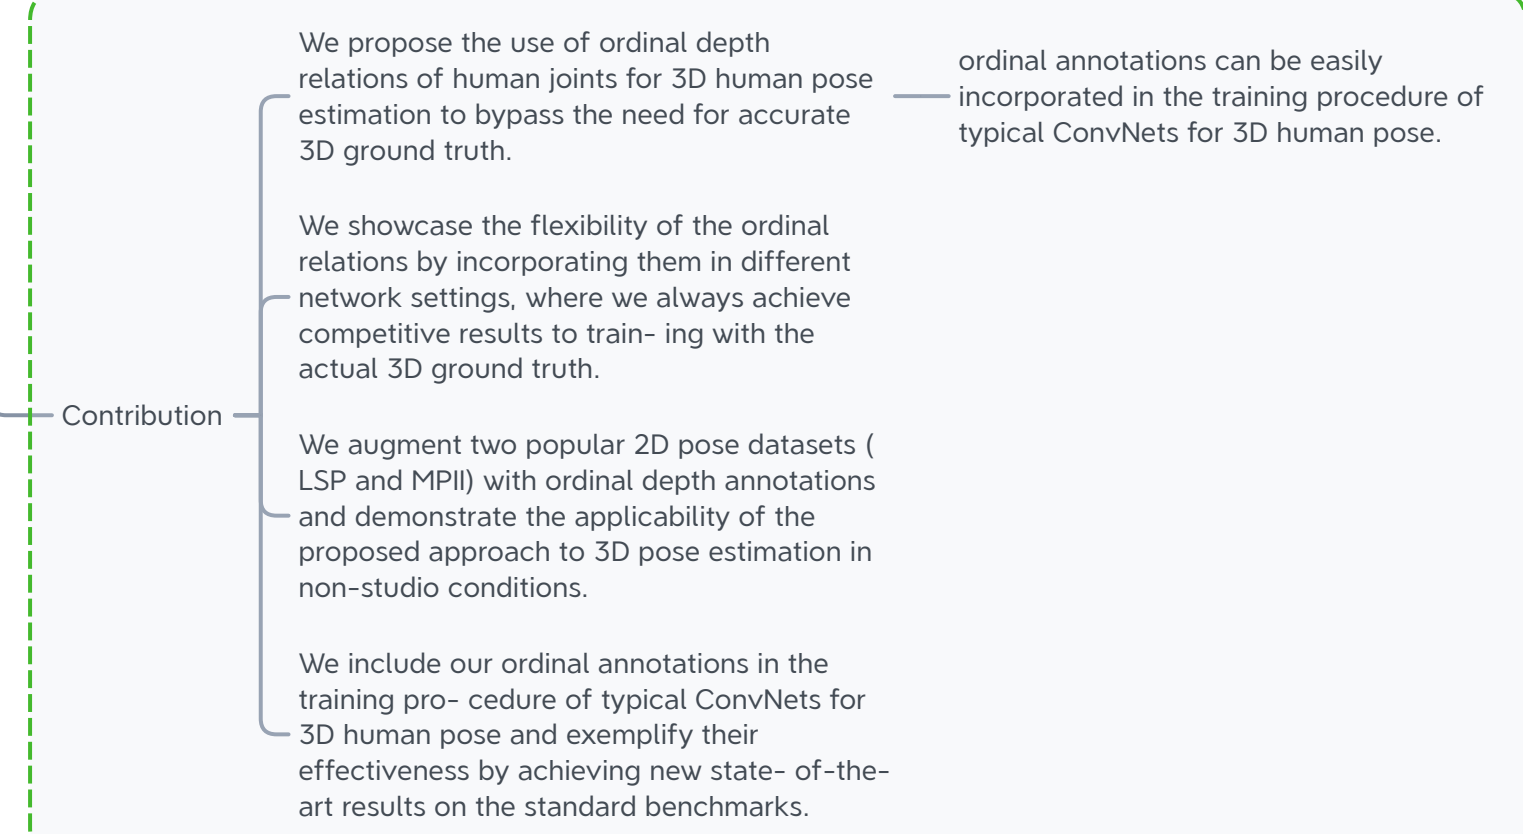 We propose the use of ordinal depth
relations of human joints for 3D human pose
estimation to bypass the need for accurate
3D ground truth.
ordinal annotations can be easily
incorporated in the training procedure of
typical ConvNets for 3D human pose.
We showcase the flexibility of the ordinal
relations by incorporating them in different
network settings, where we always achieve
competitive results to train- ing with the
actual 3D ground truth.
Contribution
We augment two popular 2D pose datasets (
LSP and MPII) with ordinal depth annotations
and demonstrate the applicability of the
proposed approach to 3D pose estimation in
non-studio conditions.
We include our ordinal annotations in the
training pro- cedure of typical ConvNets for
3D human pose and exemplify their
effectiveness by achieving new state- of-the-
art results on the standard benchmarks.